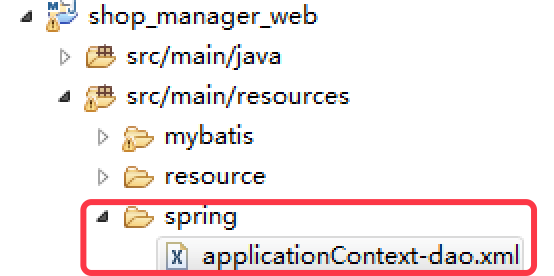 shop_manager_web
src/main/java
src/main/resources
mybatis
resource
spring
applicationContext-dao.xml